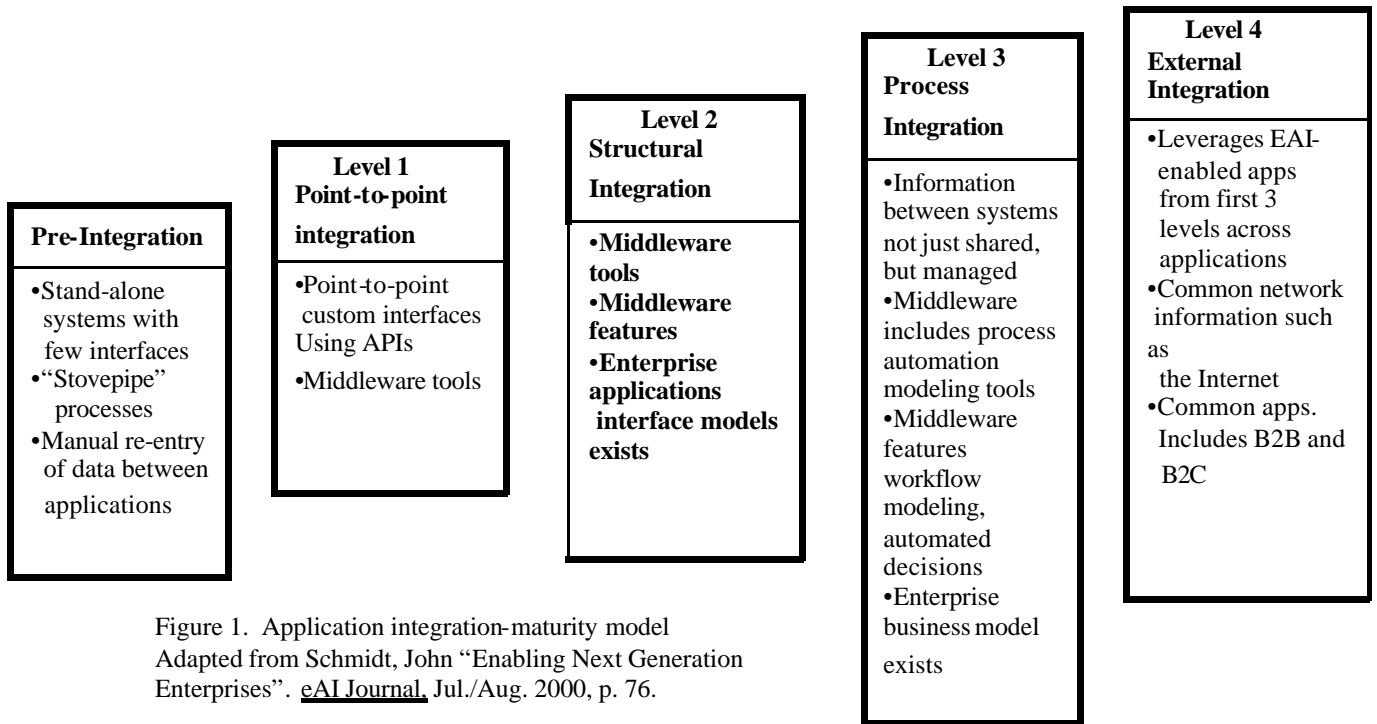 Pre-Integration
•Stand-alone
systems with
few interfaces
•“Stovepipe”
processes
•Manual re-entry
of data between
applications
Level 1
Point-to-point
integration
•Point-to-point
custom interfaces
Using APIs
•Middleware tools
Level 2
Structural
Integration
•Middleware
tools
•Middleware
features
•Enterprise
applications
interface models
exists
Level 3
Process
Integration
•Information
between systems
not just shared,
but managed
•Middleware
includes process
automation
modeling tools
•Middleware
features
workflow
modeling,
automated
decisions
•Enterprise
business model
exists
Level 4
External
Integration
•Leverages EAI-
enabled apps
from first 3
levels across
applications
•Common network
information such
as
the Internet
•Common apps.
Includes B2B and
B2C
Figure 1. Application integration-maturity model
Adapted from Schmidt, John “Enabling Next Generation
Enterprises”. eAI Journal, Jul./Aug. 2000, p. 76.